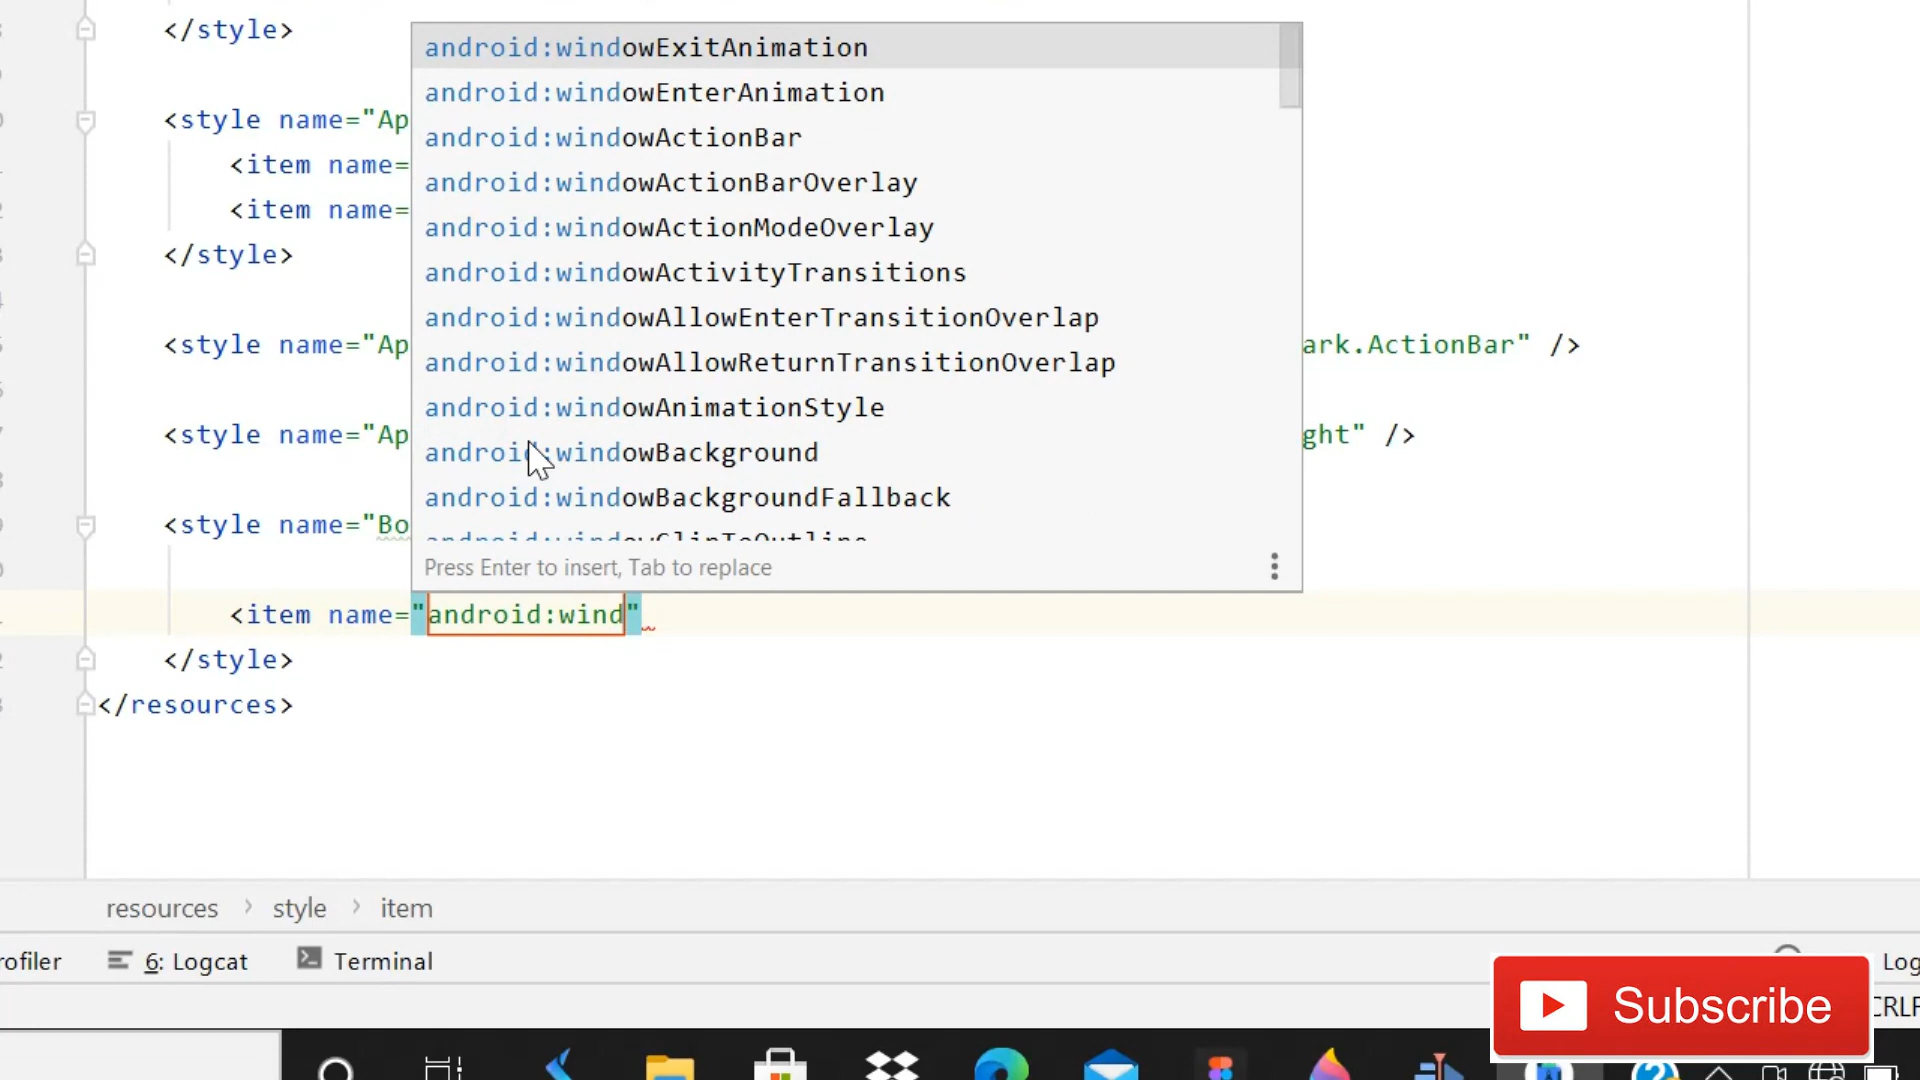 </style>
android:windowExitAnimation
android:windowEnterAnimation
<style name="Ap
android:windowActionBar
<item name=
android:windowActionBarOverlay
<item name=
android:windowActionModeOverlay
</style>
android:windowActivityTransitions
android:windowAllowEnterTransitionOverlap
<style name="Ap
ark.ActionBar" />
android:windowAllowReturnTransitionOverlap
android:windowAnimationStyle
<style name="Ap
ght" />
android:windowBackground
android:windowBackgroundFallback
<style name="Bo
android:windowClipToOutline
Press Enter to insert, Tab to replace
<item name="android:wind"
</style>
</resources>
resources > style > item
rofiler
6: Logcat
Terminal
Log
Subscribe
CRLF